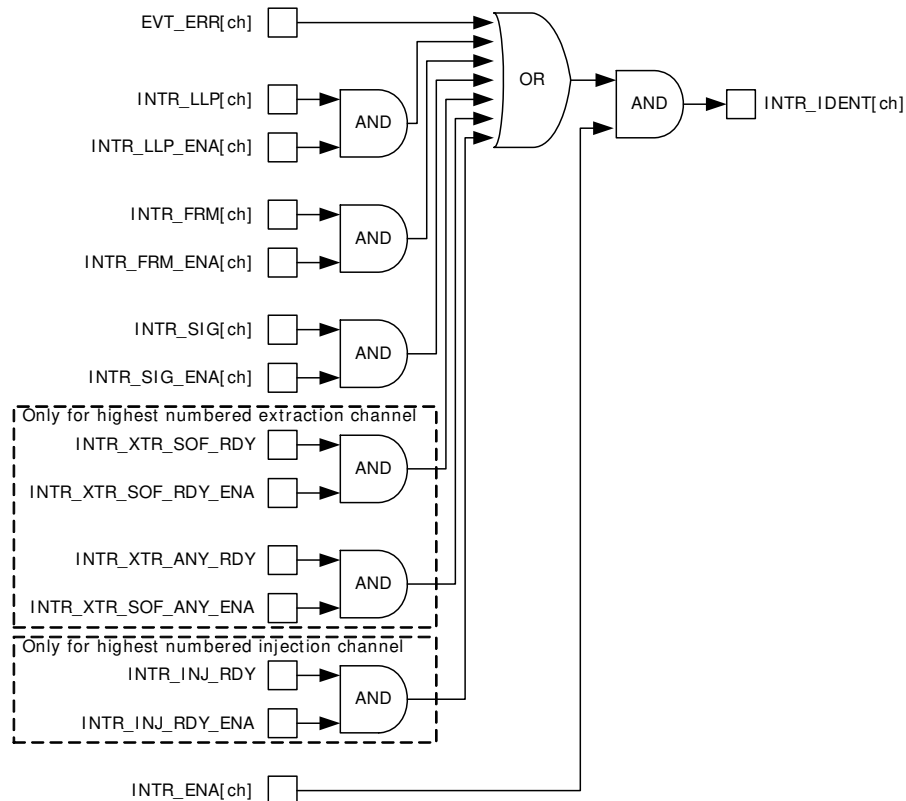 EVT_ERR[ch]
OR
INTR_LLP[ch]
AND
INTR_LLP_ENA[ch]
AND
INTR_IDENT[ch]
INTR_FRM[ch]
AND
INTR_FRM_ENA[ch]
INTR_SIG[ch]
AND
INTR_SIG_ENA[ch]
Only for highest numbered extraction channel
INTR_XTR_SOF_RDY
AND
INTR_XTR_SOF_RDY_ENA
INTR_XTR_ANY_RDY
AND
INTR_XTR_SOF_ANY_ENA
Only for highest numbered injection channel
INTR_INJ_RDY
AND
INTR_INJ_RDY_ENA
INTR_ENA[ch]